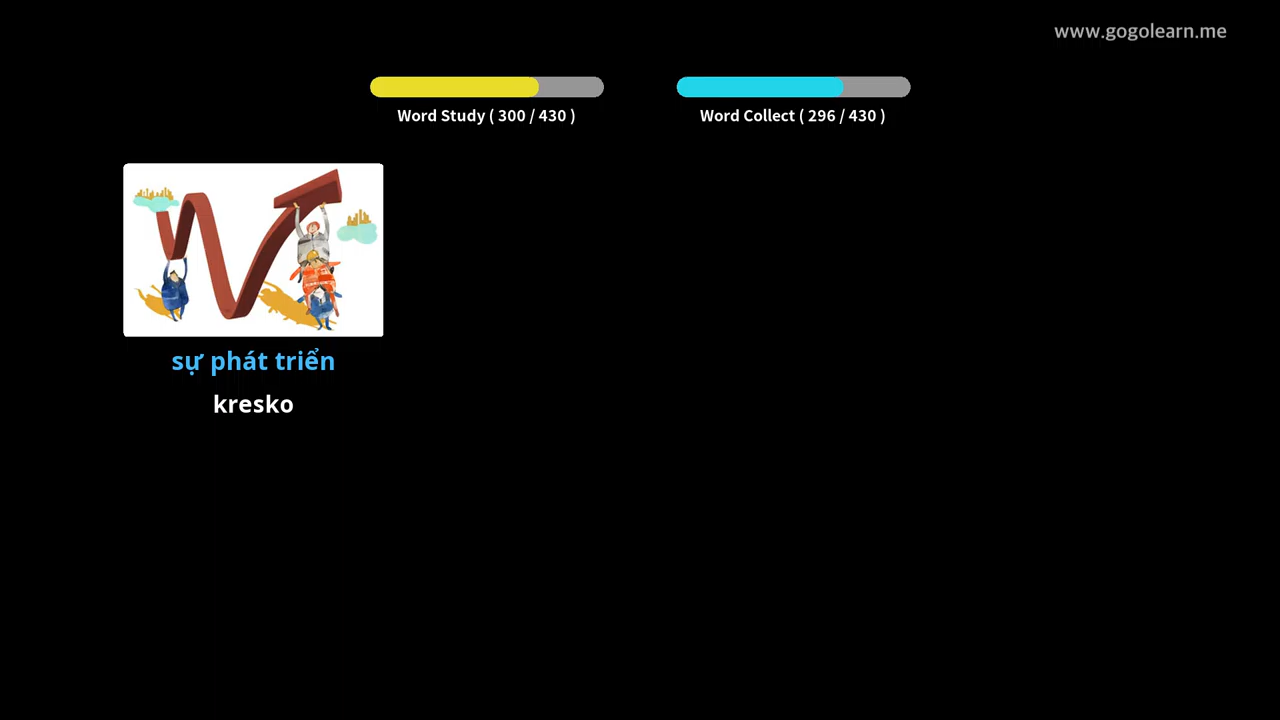 www.gogolearn.me
Word Study ( 300 / 430 )
Word Collect ( 296 / 430 )
sự phát triển
kresko